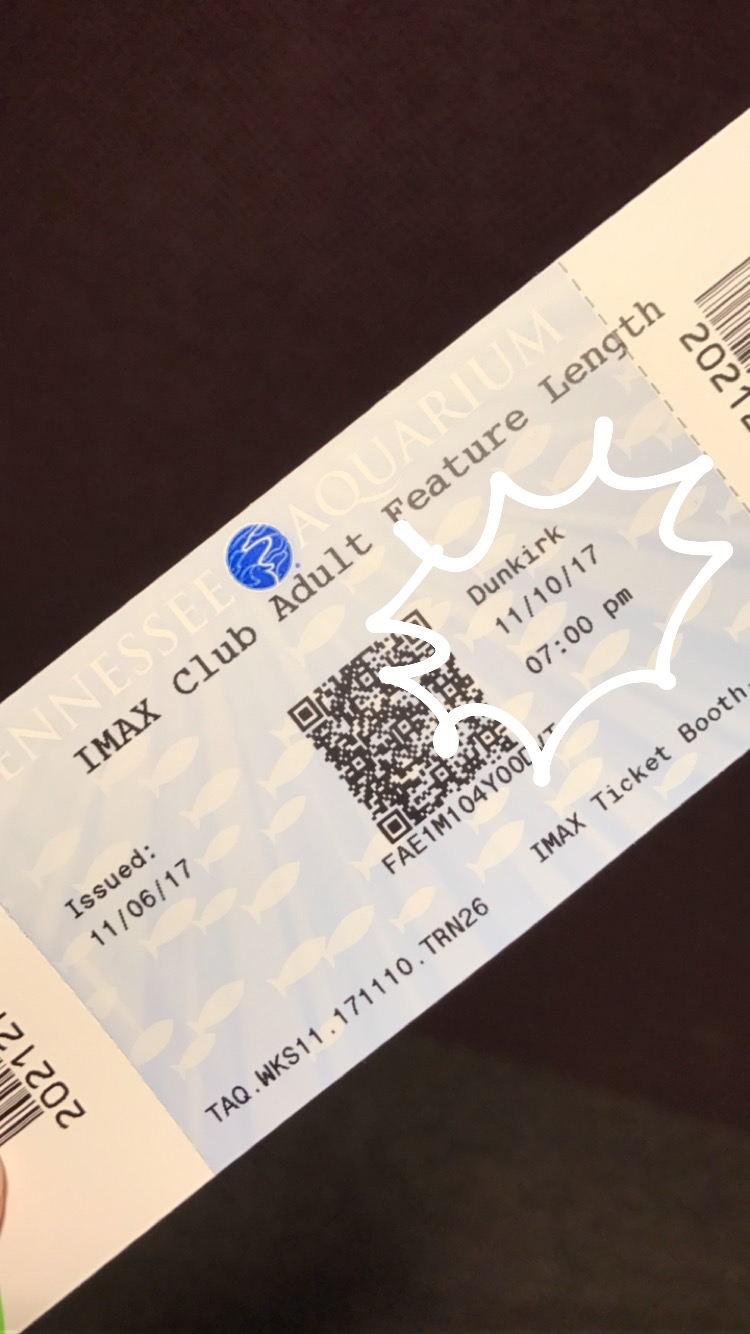 TENNESSEE AQUARIUM
IMAX Club Adult Feature Length
Dunkirk
11/10/17
07:00 pm
Issued:
11/06/17
IMAX Ticket Booth
TAQ.WKS11.171110.TRN26